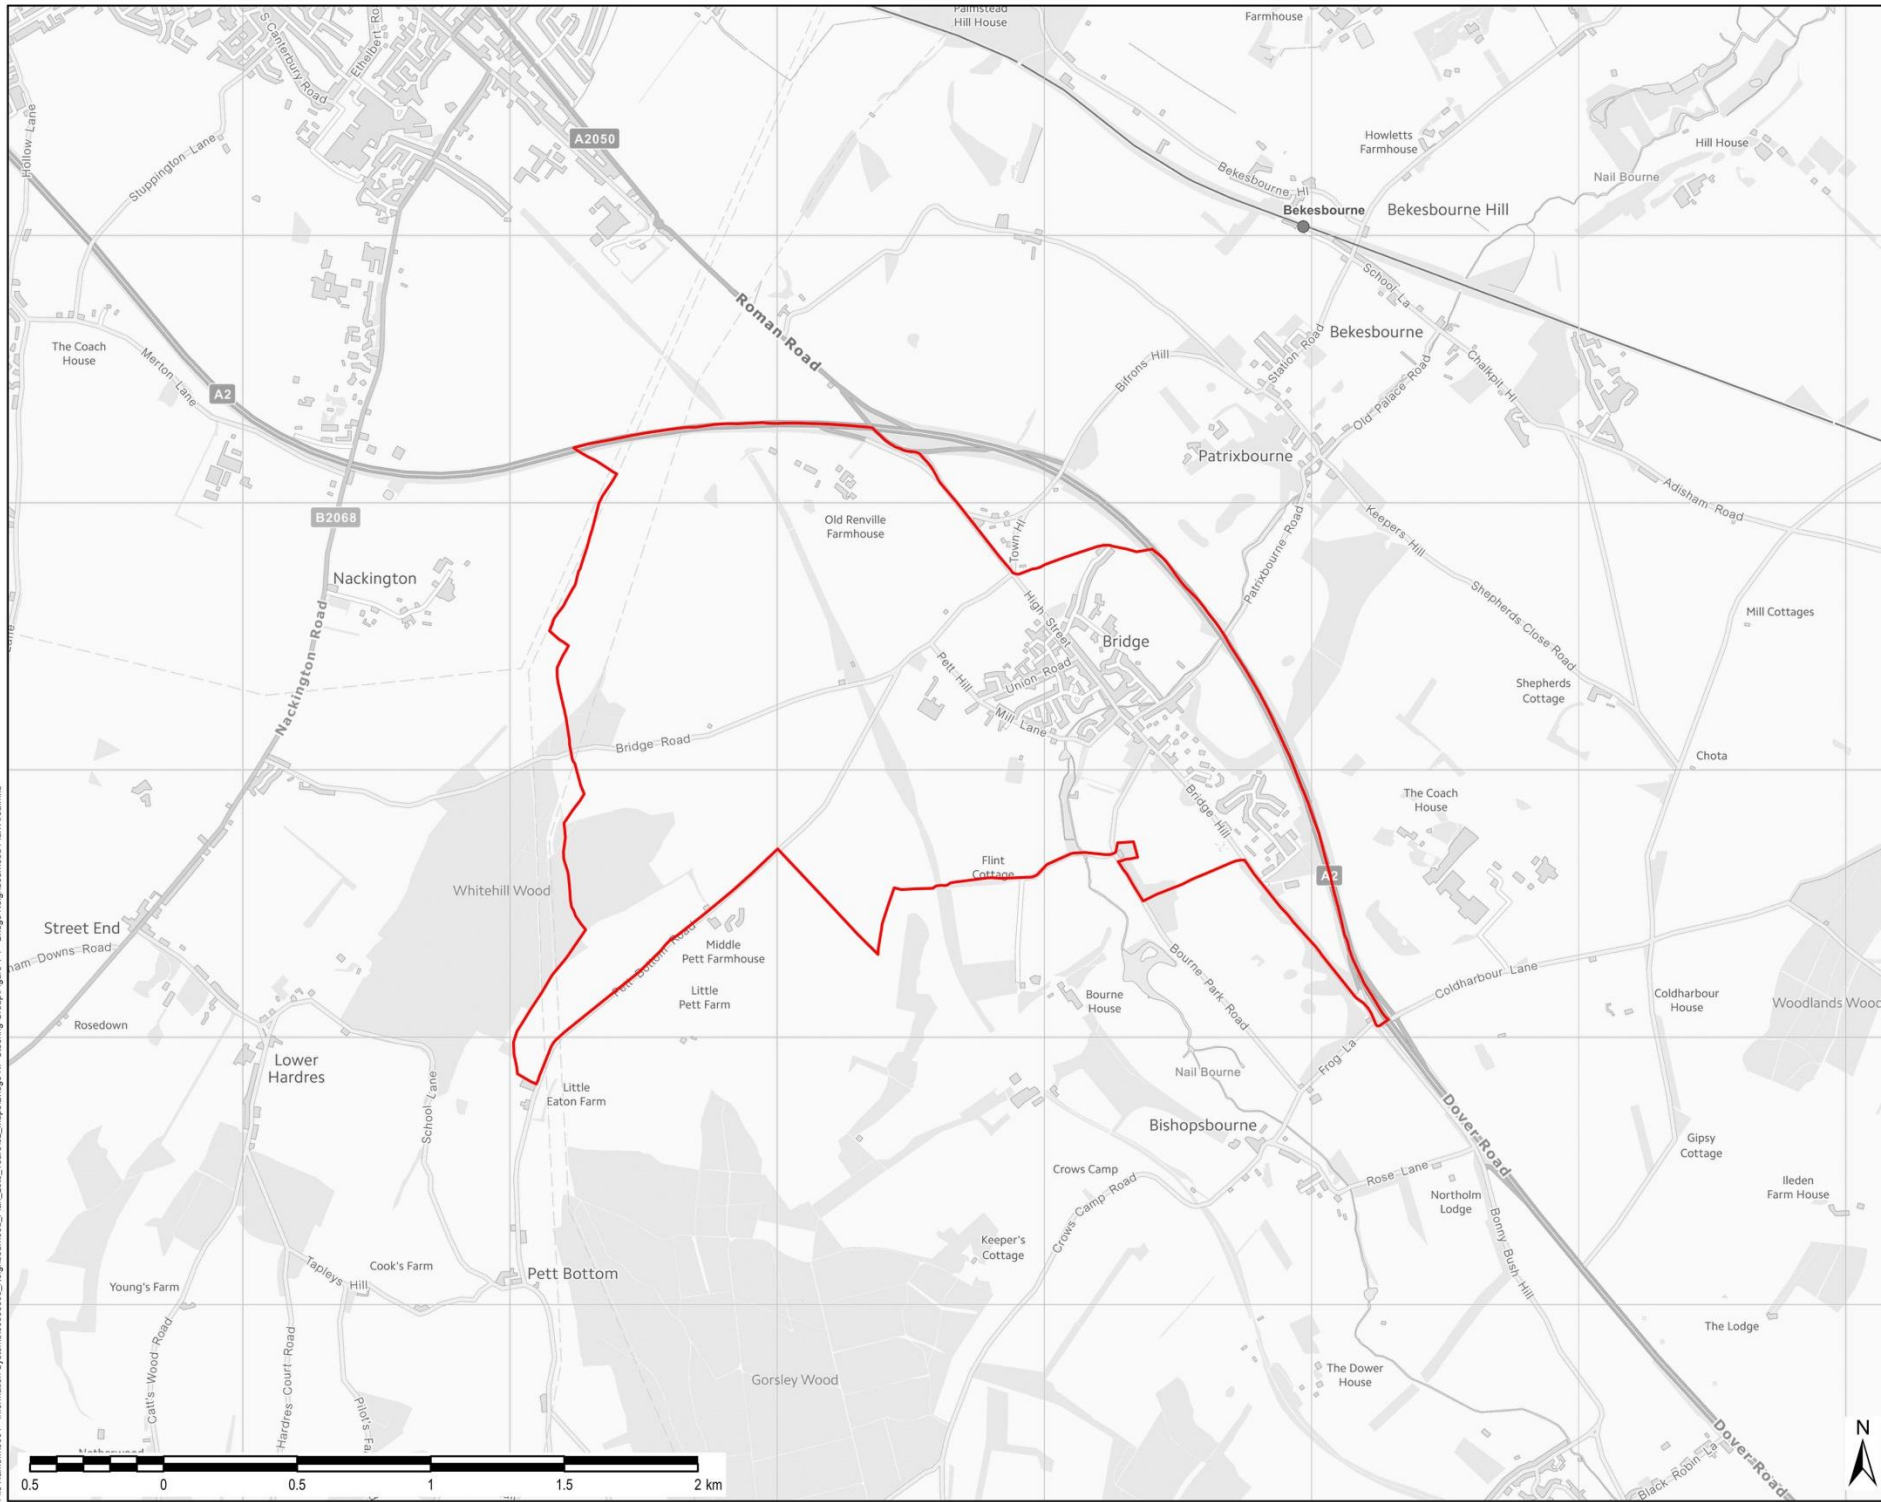 Palmstead
Hill House
Farmhouse
S Canterbury Road
Hollow Lane
Stuppington Lane
A2050
Howletts
Farmhouse
Hill House
Nail Bourne
Bekesbourne Hl
Bekesbourne
Bekesbourne Hill
School La
Roman Road
Bekesbourne
Station Road
The Coach
House
Merton Lane
A2
Bifrons Hill
Old Palace Road
Chalkpit Hl
Patrixbourne
Adisham Road
B2068
Old Renville
Farmhouse
Town Hl
Keepers Hill
Patrixbourne Road
Nackington
Nackington Road
High Street
Bridge
Shepherds Close Road
Mill Cottages
Pett Hill
Union Road
Mill Lane
Shepherds
Cottage
Bridge Road
Chota
Bridge Hill
The Coach
House
Flint
Cottage
A2
Whitehill Wood
Street End
Middle
Pett Farmhouse
Pett Bottom Road
Little
Pett Farm
Bourne Park Road
Coldharbour Lane
Bourne
House
Coldharbour
House
Woodlands Wood
Rosedown
Lower
Hardres
School Lane
Little
Eaton Farm
Frog La
Nail Bourne
Dover Road
Bishopsbourne
Gipsy
Cottage
Crows Camp
Crows Camp Road
Rose Lane
Northolm
Lodge
Ileden
Farm House
Keeper's
Cottage
Bonny Bush Hill
Pett Bottom
Cook's Farm
Tapleys Hill
Young's Farm
The Lodge
Catt's Wood Road
Hardres Court Road
Gorsley Wood
The Dower
House
Dover Road
Black Robin La
N
0.5 0 0.5 1 1.5 2 km